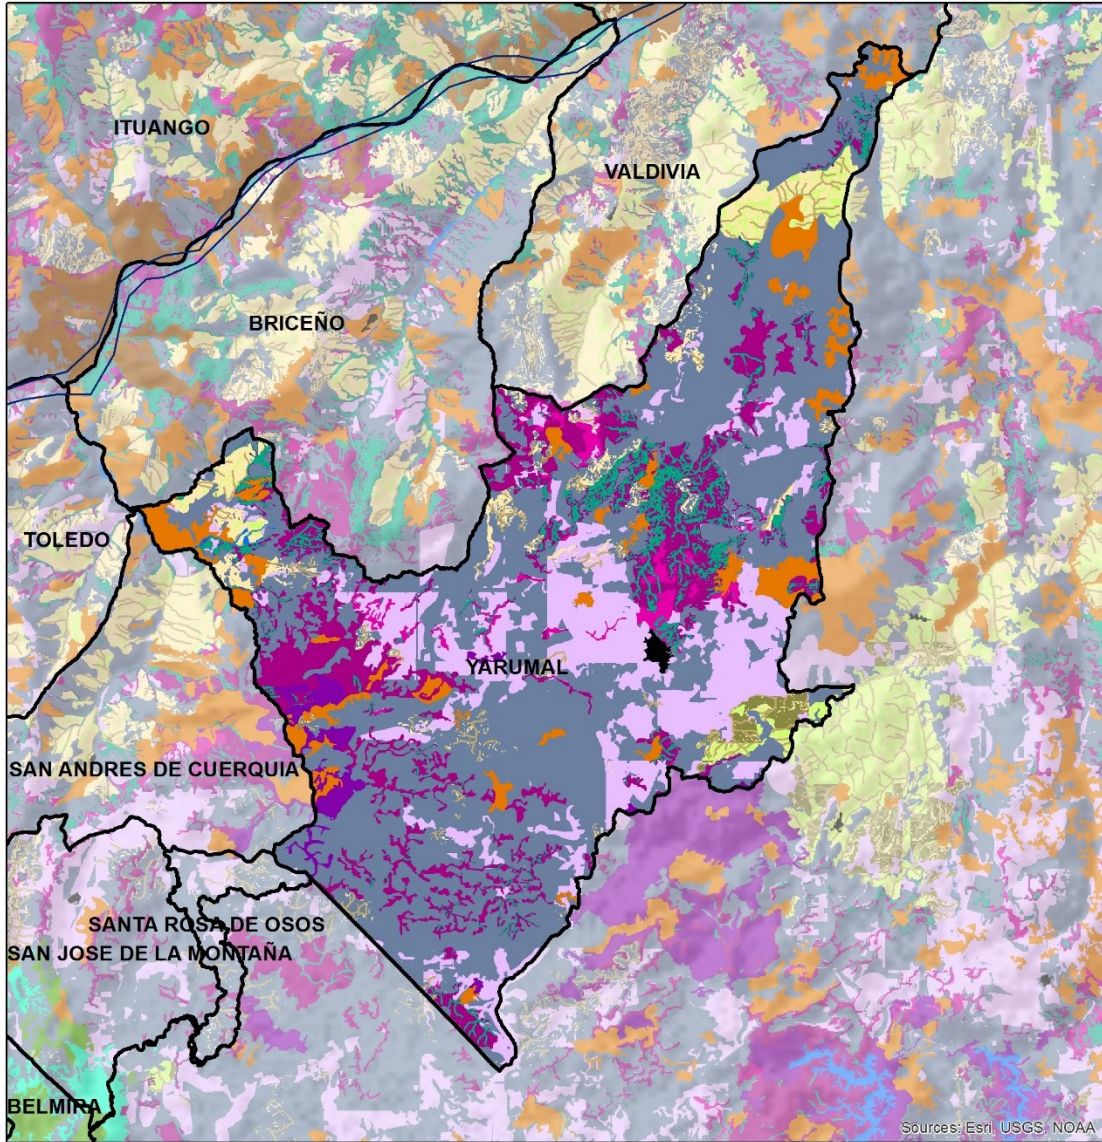 ITUANGO
VALDIVIA
BRICEÑO
TOLEDO
YARUMAL
SAN ANDRES DE CUERQUIA
SANTA ROSA DE OSOS
SAN JOSE DE LA MONTAÑA
BELMIRA
Sources: Esri, USGS, NOAA